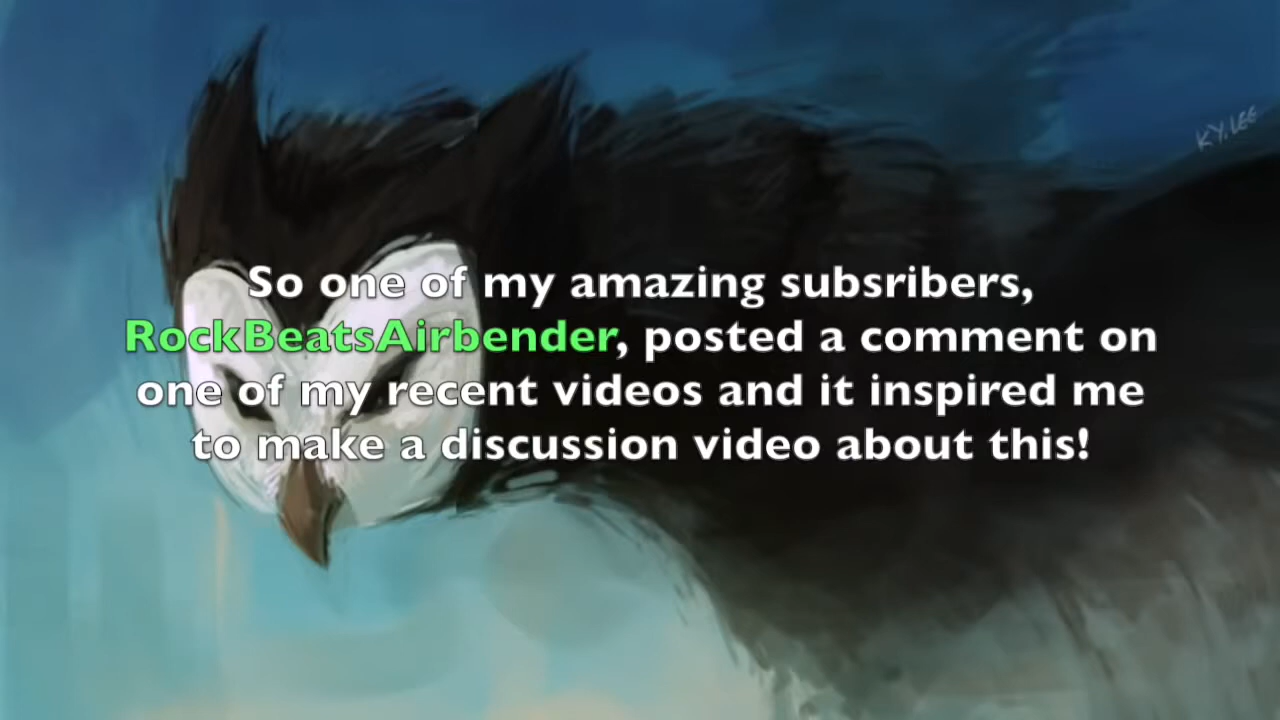 K.Y. LEE
So one of my amazing subsribers,
RockBeatsAirbender, posted a comment on
one of my recent videos and it inspired me
to make a discussion video about this!